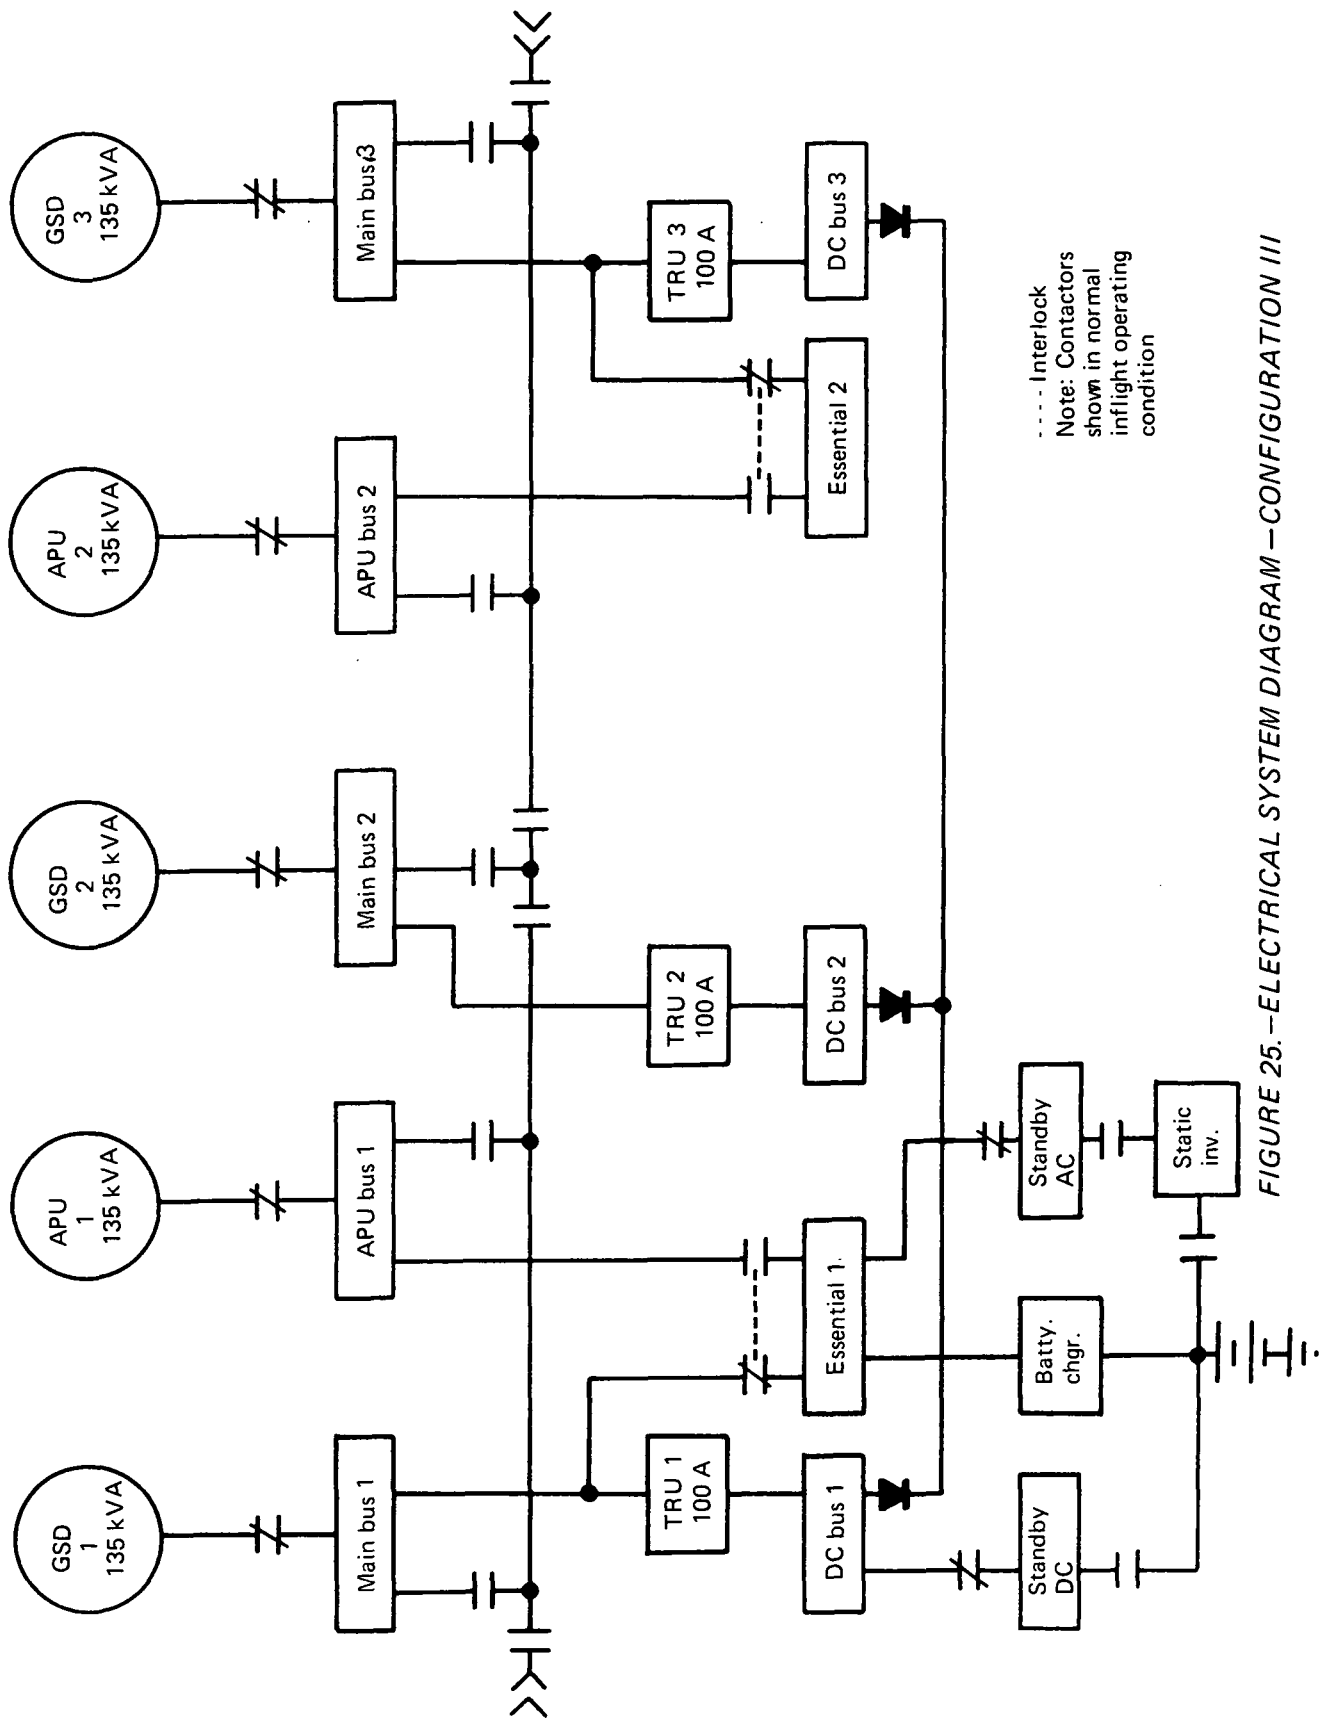 GSD
1
135 kVA
APU
1
135 kVA
GSD
2
135 kVA
APU
2
135 kVA
GSD
3
135 kVA
Main bus 1
APU bus 1
Main bus 2
APU bus 2
Main bus 3
TRU 1
100 A
TRU 2
100 A
TRU 3
100 A
DC bus 1
Essential 1
DC bus 2
Essential 2
DC bus 3
Standby
DC
Batty.
chgr.
Standby
AC
Static
inv.
---- Interlock
Note: Contactors
shown in normal
inflight operating
condition
FIGURE 25.—ELECTRICAL SYSTEM DIAGRAM—CONFIGURATION III